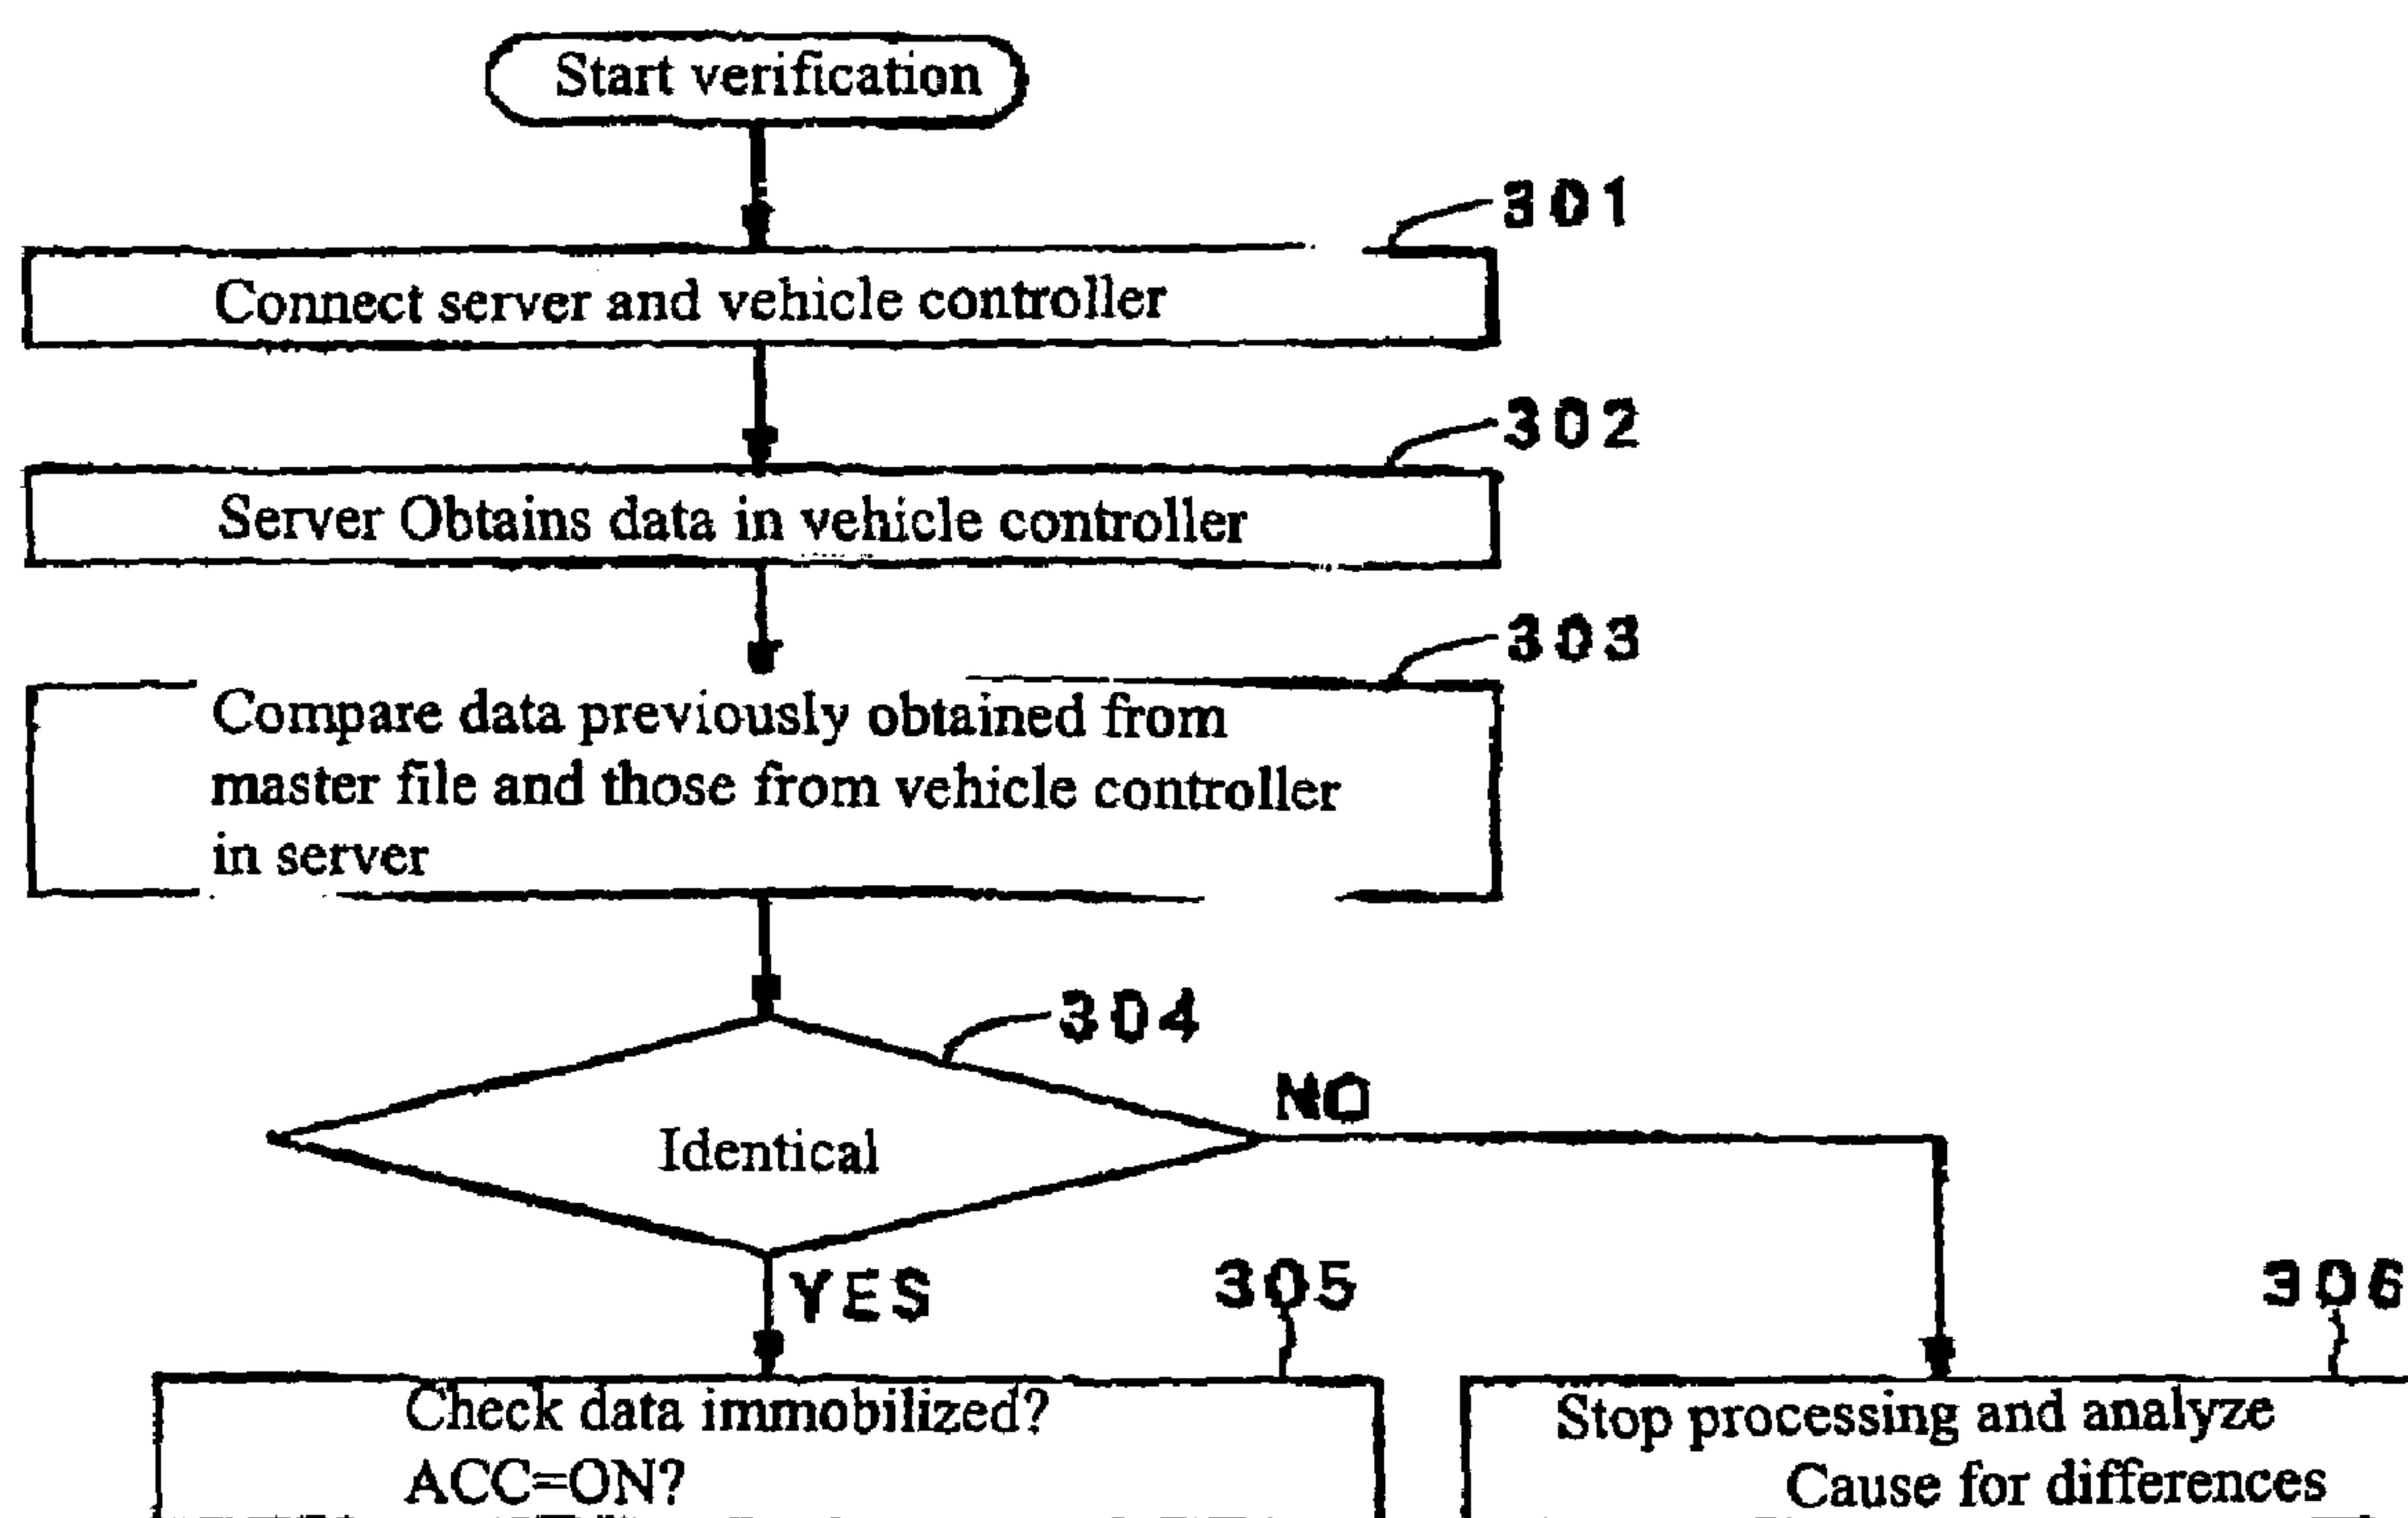 Start verification
301
Connect server and vehicle controller
302
Server Obtains data in vehicle controller
303
Compare data previously obtained from
master file and those from vehicle controller
in server
304
Identical
NO
YES
305
306
Check data immobilized?
ACC=ON?
Stop processing and analyze
Cause for differences